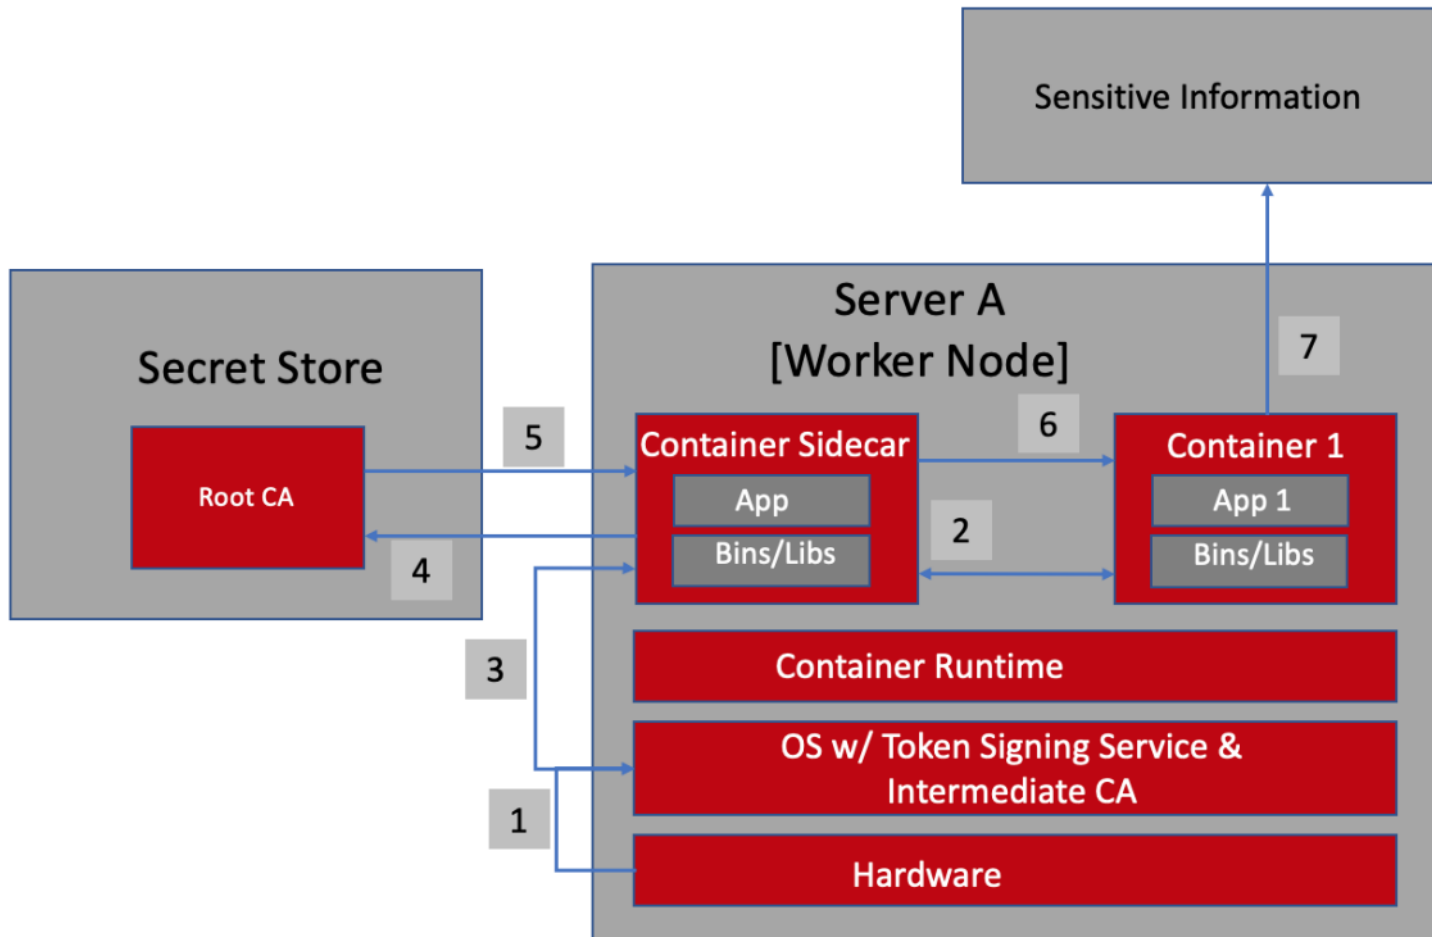 Sensitive Information
Server A
[Worker Node]
7
Secret Store
5
6
Container Sidecar
Container 1
Root CA
App
App 1
2
Bins/Libs
Bins/Libs
4
3
Container Runtime
OS w/ Token Signing Service &
Intermediate CA
1
Hardware